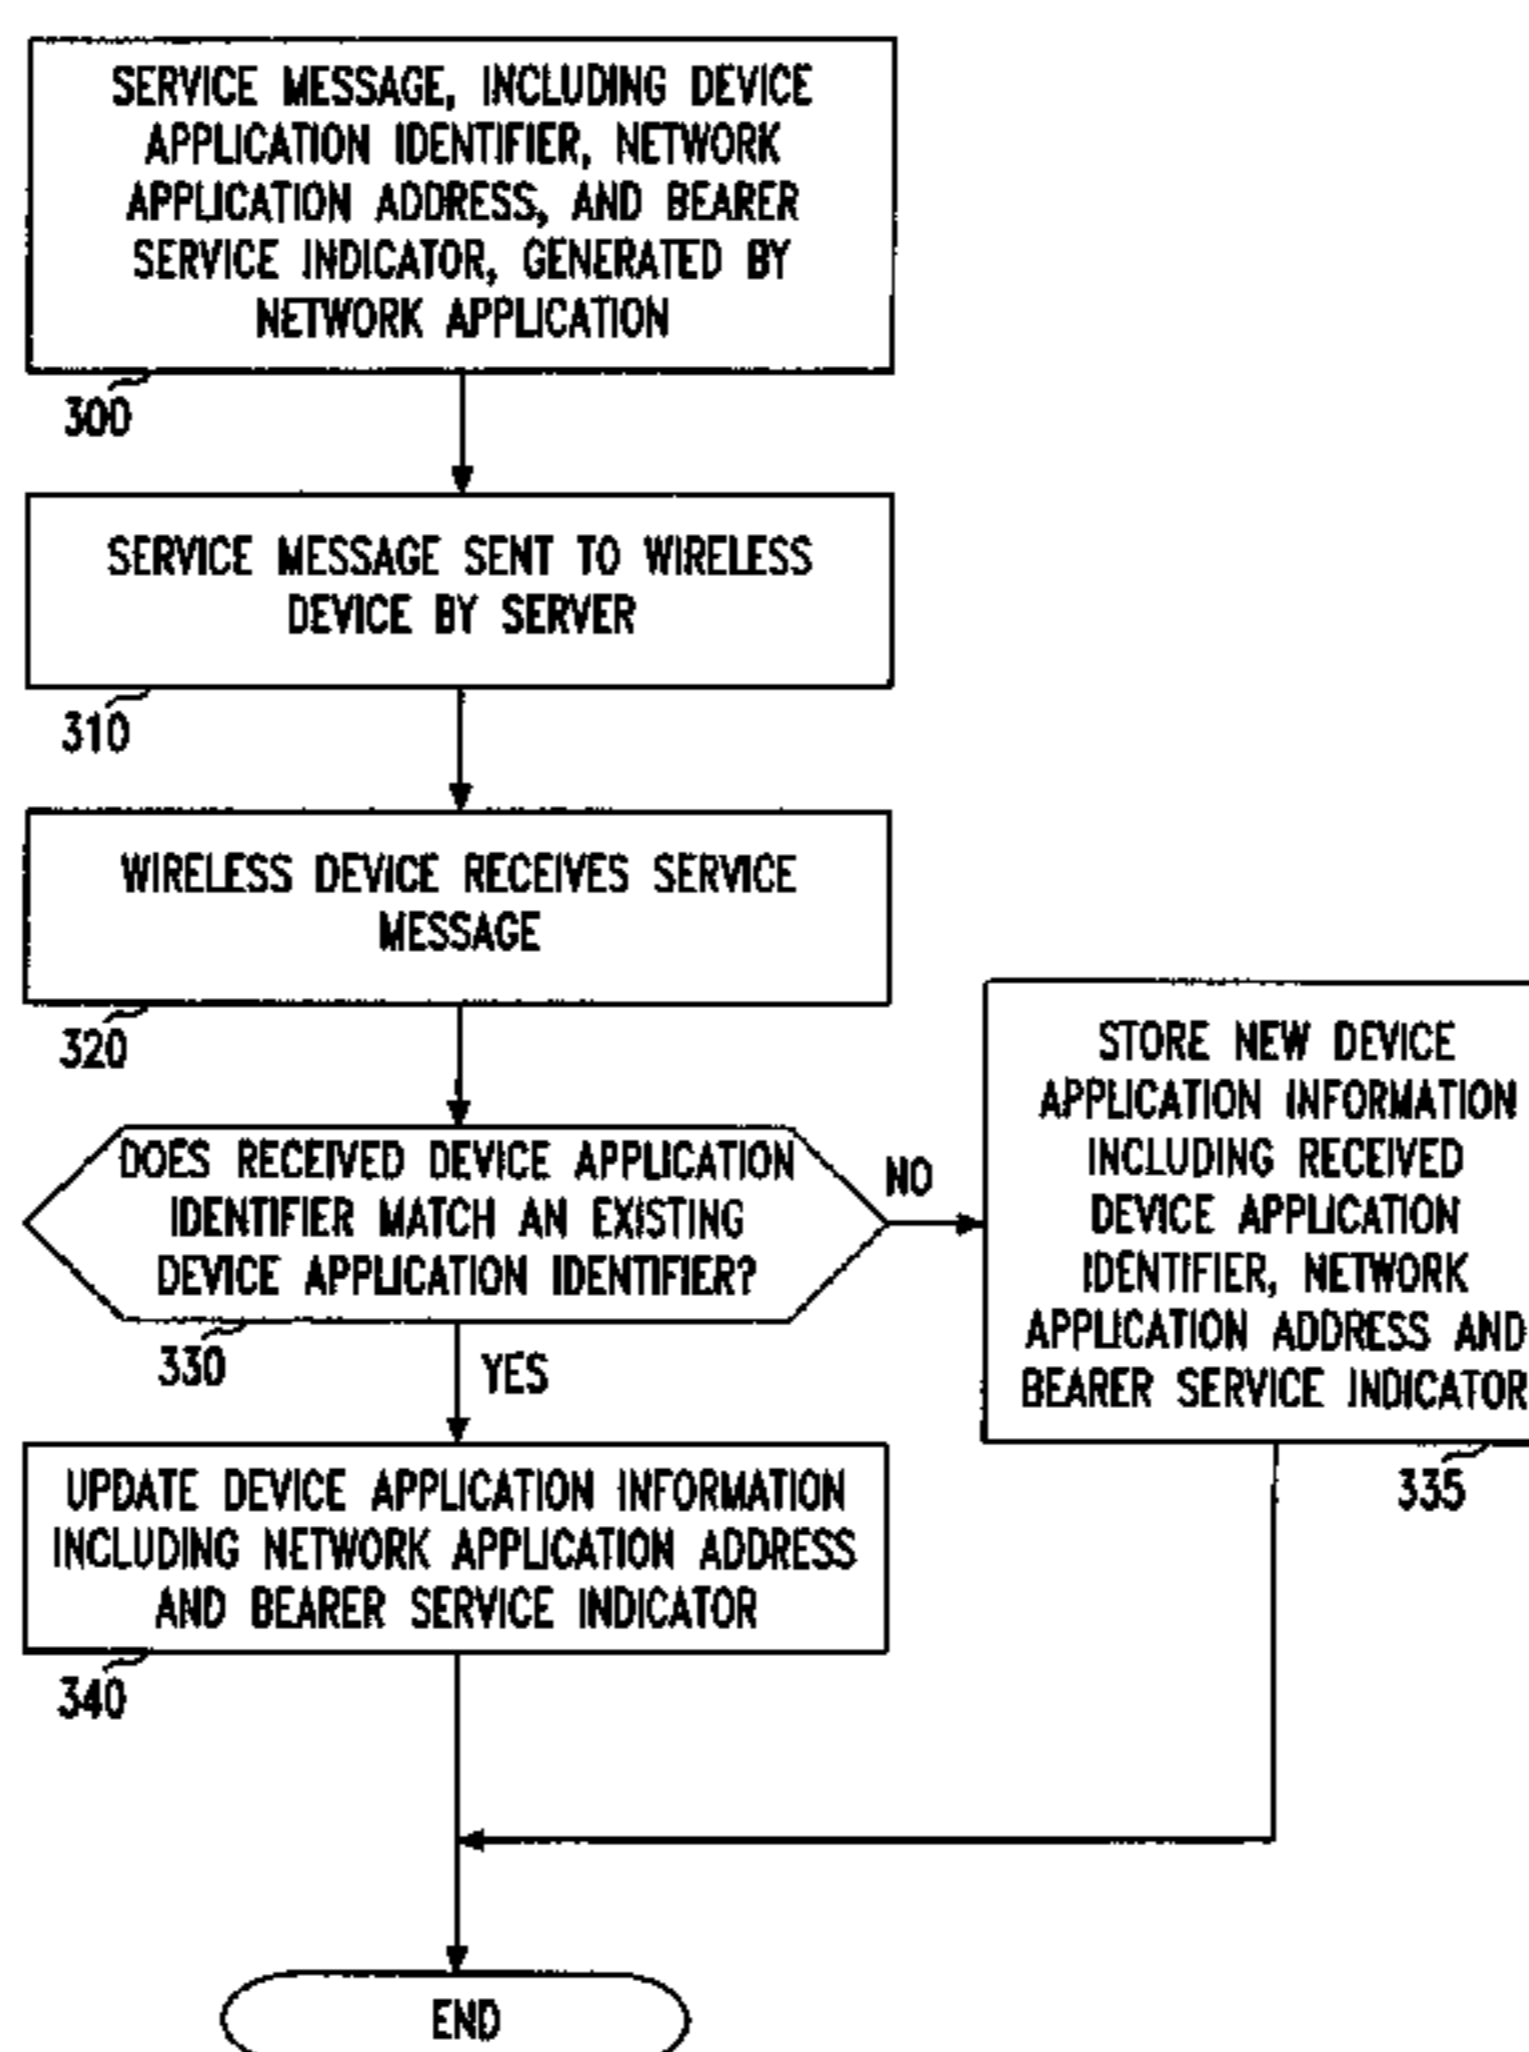 SERVICE MESSAGE, INCLUDING DEVICE
APPLICATION IDENTIFIER, NETWORK
APPLICATION ADDRESS, AND BEARER
SERVICE INDICATOR, GENERATED BY
NETWORK APPLICATION
300
SERVICE MESSAGE SENT TO WIRELESS
DEVICE BY SERVER
310
WIRELESS DEVICE RECEIVES SERVICE
MESSAGE
320
DOES RECEIVED DEVICE APPLICATION
IDENTIFIER MATCH AN EXISTING
DEVICE APPLICATION IDENTIFIER?
330
NO
STORE NEW DEVICE
APPLICATION INFORMATION
INCLUDING RECEIVED
DEVICE APPLICATION
IDENTIFIER, NETWORK
APPLICATION ADDRESS AND
BEARER SERVICE INDICATOR
335
YES
UPDATE DEVICE APPLICATION INFORMATION
INCLUDING NETWORK APPLICATION ADDRESS
AND BEARER SERVICE INDICATOR
340
END